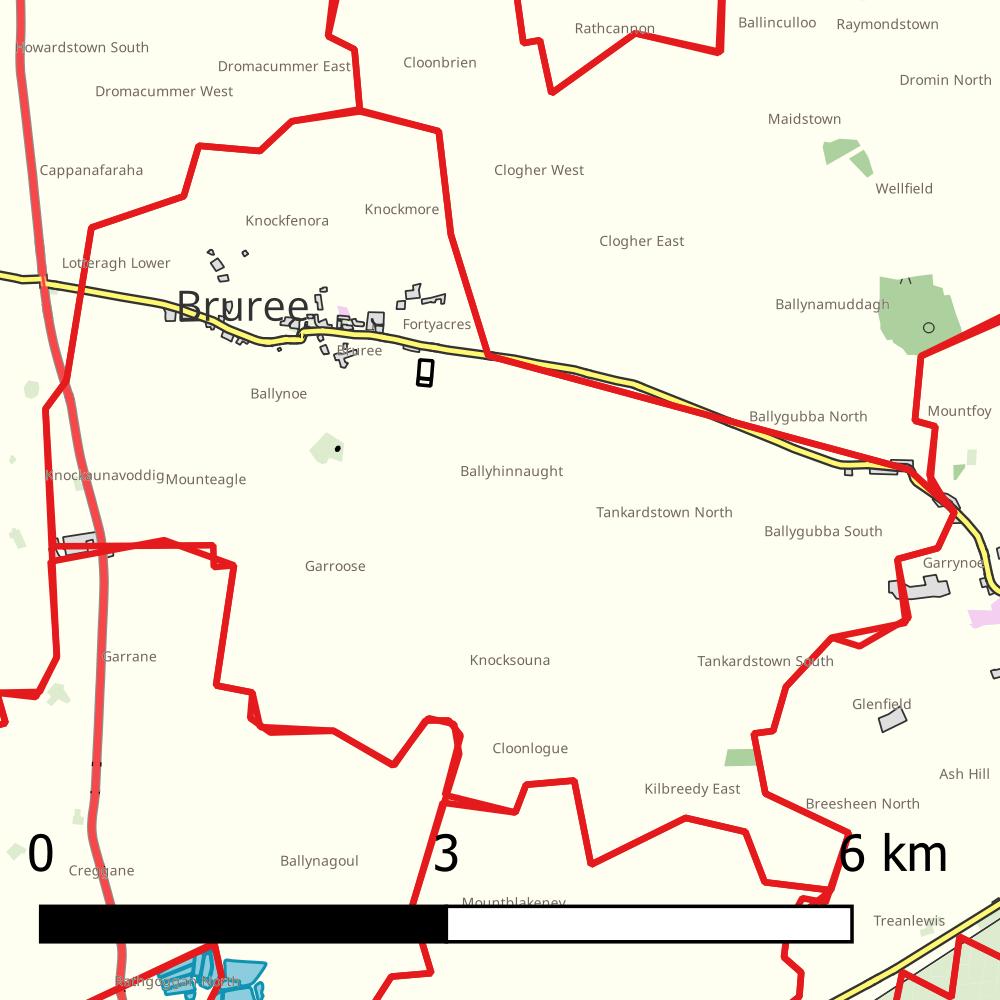 Rathcannon
Ballinculloo
Raymondstown
Howardstown South
Dromacummer East
Cloonbrien
Dromin North
Dromacummer West
Maidstown
Cappanafaraha
Clogher West
Wellfield
Knockmore
Knockfenora
Clogher East
Lotteragh Lower
Bruree
Ballynamuddagh
Fortyacres
Bruree
Ballynoe
Mountfoy
Ballygubba North
Knockaunavoddig
Mounteagle
Ballyhinnaught
Tankardstown North
Ballygubba South
Garroose
Garrynoe
Garrane
Knocksouna
Tankardstown South
Glenfield
Cloonlogue
Ash Hill
Kilbreedy East
Breesheen North
0 3 6 km
Ballynagoul
Creggane
Mountblakeney
Treanlewis
Rathgoggan North